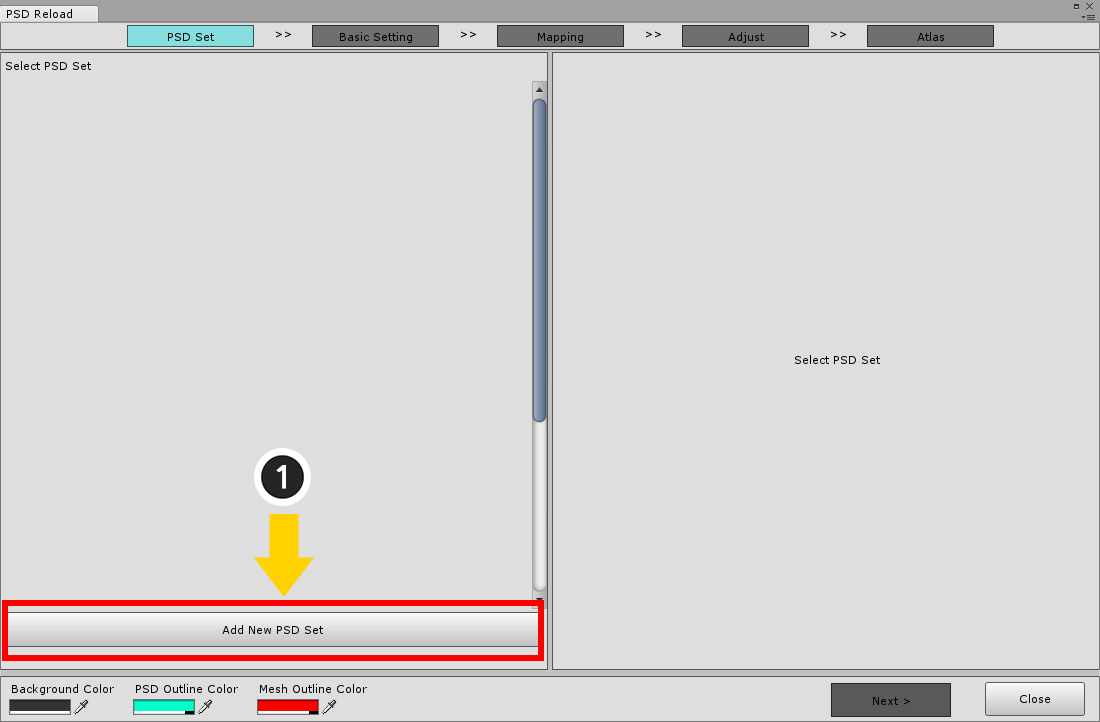 PSD Reload
PSD Set >> Basic Setting >> Mapping >> Adjust >> Atlas
Select PSD Set
Select PSD Set
1
Add New PSD Set
Background Color PSD Outline Color Mesh Outline Color
Next > Close